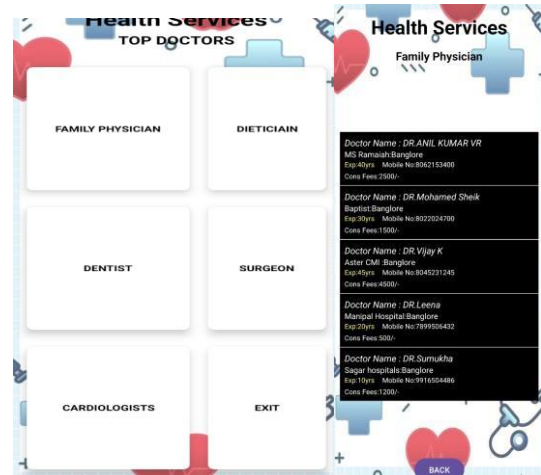 Health Services
TOP DOCTORS
FAMILY PHYSICIAN
DIETICIAIN
DENTIST
SURGEON
CARDIOLOGISTS
EXIT
Health Services
Family Physician
Doctor Name : DR.ANIL KUMAR VR
MS Ramaiah:Banglore
Exp:40yrs Mobile No:8062153400
Cons Fees:2500/-
Doctor Name : DR.Mohamed Sheik
Baptist:Banglore
Exp:30yrs Mobile No:8022024700
Cons Fees:1500/-
Doctor Name : DR.Vijay K
Aster CMI :Banglore
Exp:45yrs Mobile No:8045231245
Cons Fees:4500/-
Doctor Name : DR.Leena
Manipal Hospital:Banglore
Exp:20yrs Mobile No:7899506432
Cons Fees:500/-
Doctor Name : DR.Sumukha
Sagar hospitals:Banglore
Exp:10yrs Mobile No:9916504486
Cons Fees:1200/-
BACK